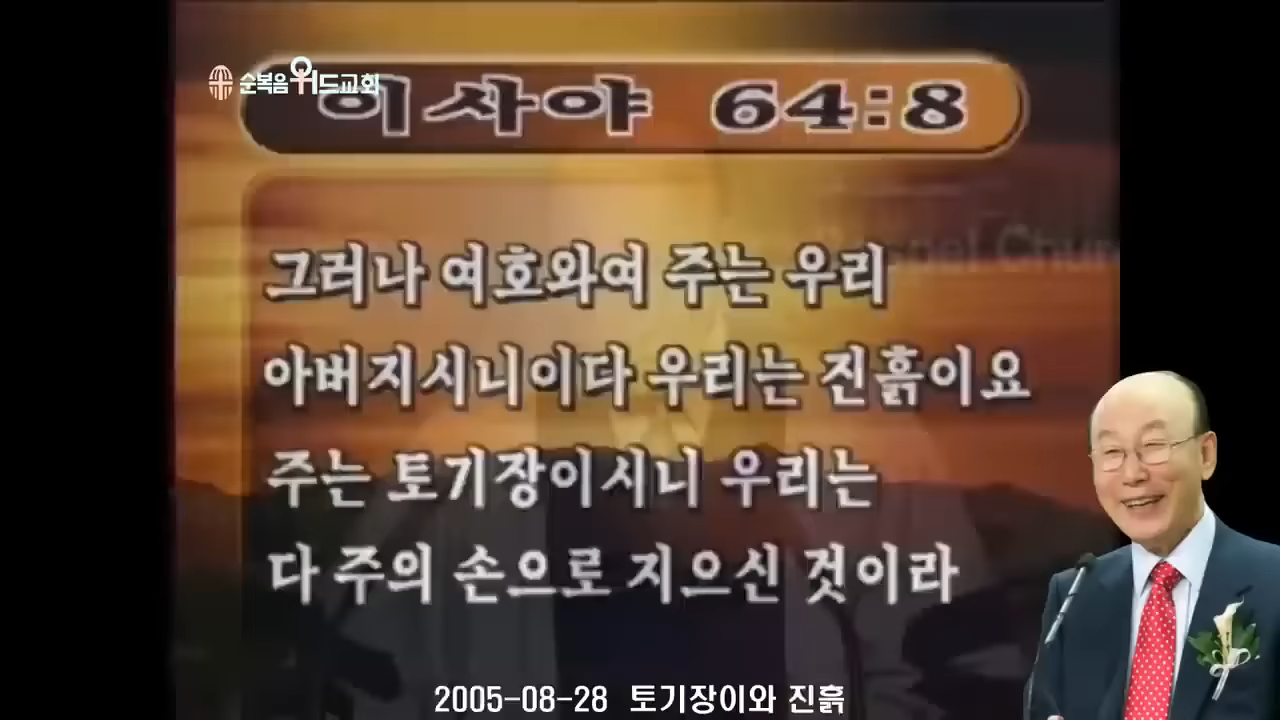 순복음위드교회
이사야 64:8
그러나 여호와여 주는 우리
아버지시니이다 우리는 진흙이요
주는 토기장이시니 우리는
다 주의 손으로 지으신 것이라
2005-08-28 토기장이와 진흙